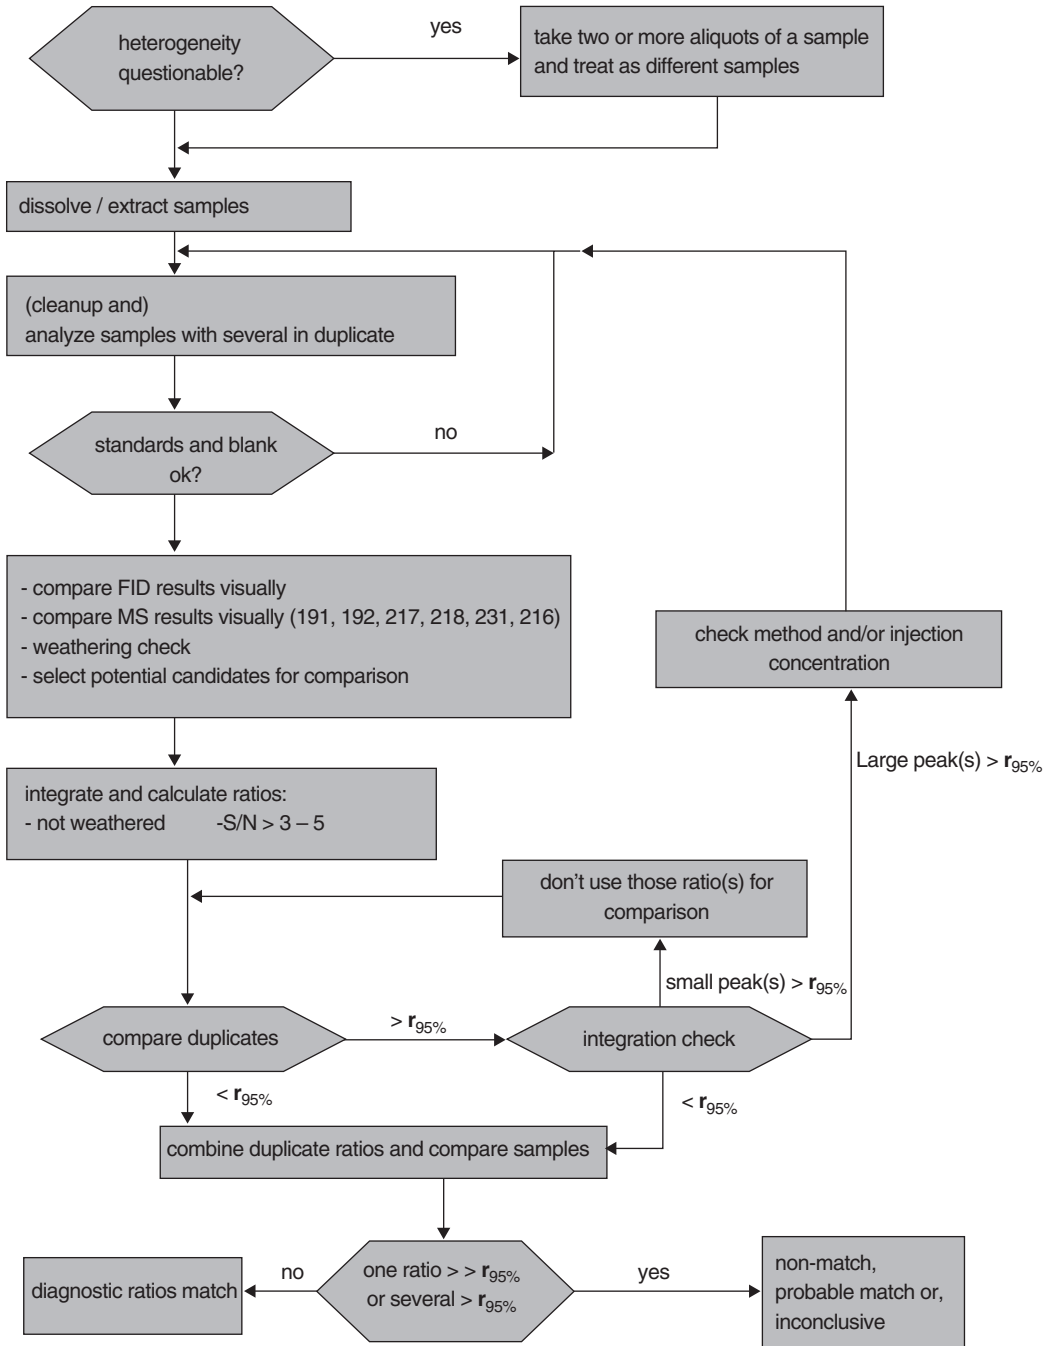 heterogeneity
questionable?
yes
take two or more aliquots of a sample
and treat as different samples
dissolve / extract samples
(cleanup and)
analyze samples with several in duplicate
standards and blank
ok?
no
- compare FID results visually
- compare MS results visually (191, 192, 217, 218, 231, 216)
- weathering check
- select potential candidates for comparison
check method and/or injection
concentration
Large peak(s) > r95%
integrate and calculate ratios:
- not weathered -S/N > 3 – 5
don't use those ratio(s) for
comparison
small peak(s) > r95%
compare duplicates
> r95%
integration check
< r95%
< r95%
combine duplicate ratios and compare samples
one ratio > > r95%
or several > r95%
no
diagnostic ratios match
yes
non-match,
probable match or,
inconclusive